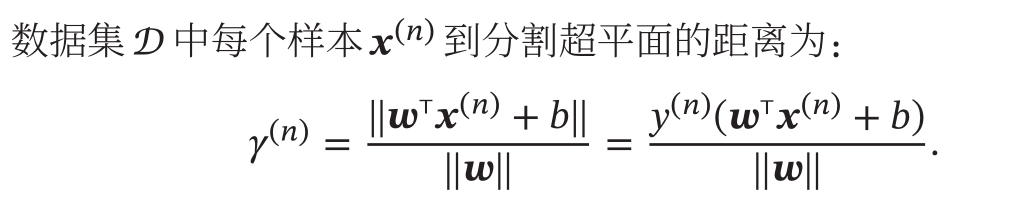 数据集 𝒟 中每个样本 𝒙⁽ⁿ⁾ 到分割超平面的距离为:
γ⁽ⁿ⁾ = ||𝒘ᵀ𝒙⁽ⁿ⁾ + b|| / ||𝒘|| = y⁽ⁿ⁾(𝒘ᵀ𝒙⁽ⁿ⁾ + b) / ||𝒘||.